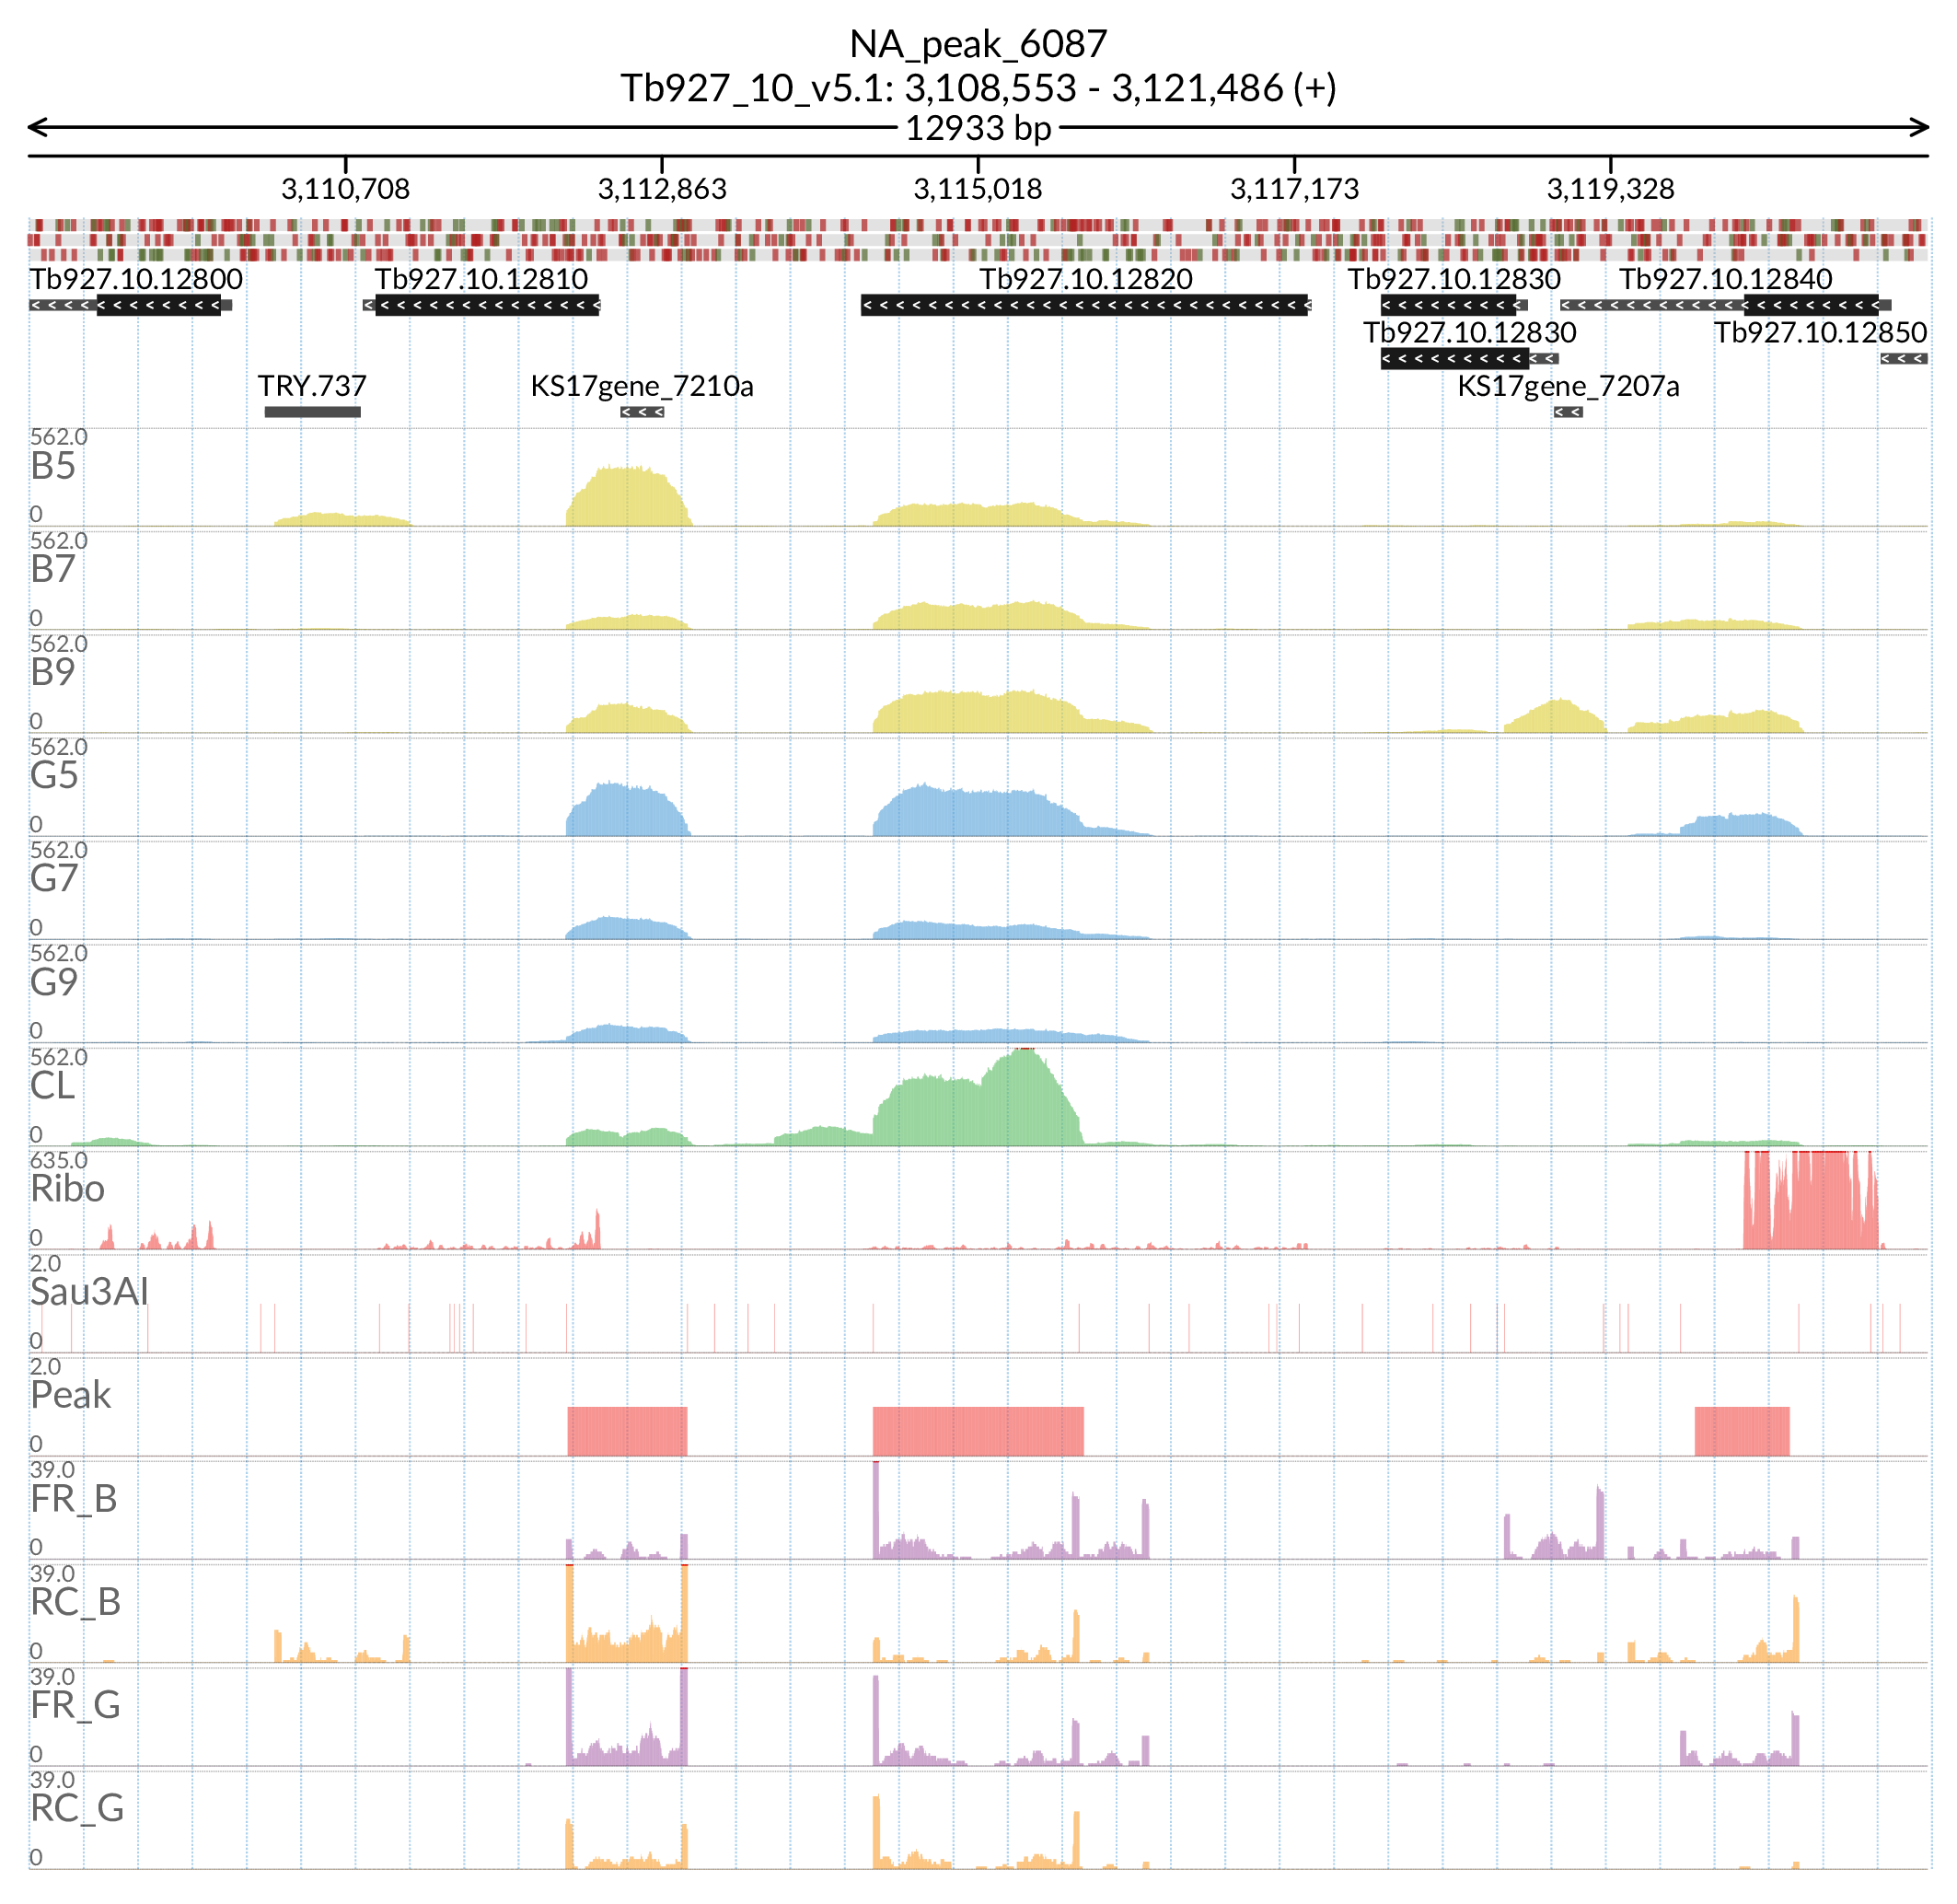 NA_peak_6087
Tb927_10_v5.1: 3,108,553 - 3,121,486 (+)
12933 bp
3,110,708 3,112,863 3,115,018 3,117,173 3,119,328
Tb927.10.12800 Tb927.10.12810 Tb927.10.12820 Tb927.10.12830 Tb927.10.12840
Tb927.10.12830 Tb927.10.12850
TRY.737 KS17gene_7210a KS17gene_7207a
562.0
B5
0
562.0
B7
0
562.0
B9
0
562.0
G5
0
562.0
G7
0
562.0
G9
0
562.0
CL
0
635.0
Ribo
0
2.0
Sau3AI
0
2.0
Peak
0
39.0
FR_B
0
39.0
RC_B
0
39.0
FR_G
0
39.0
RC_G
0